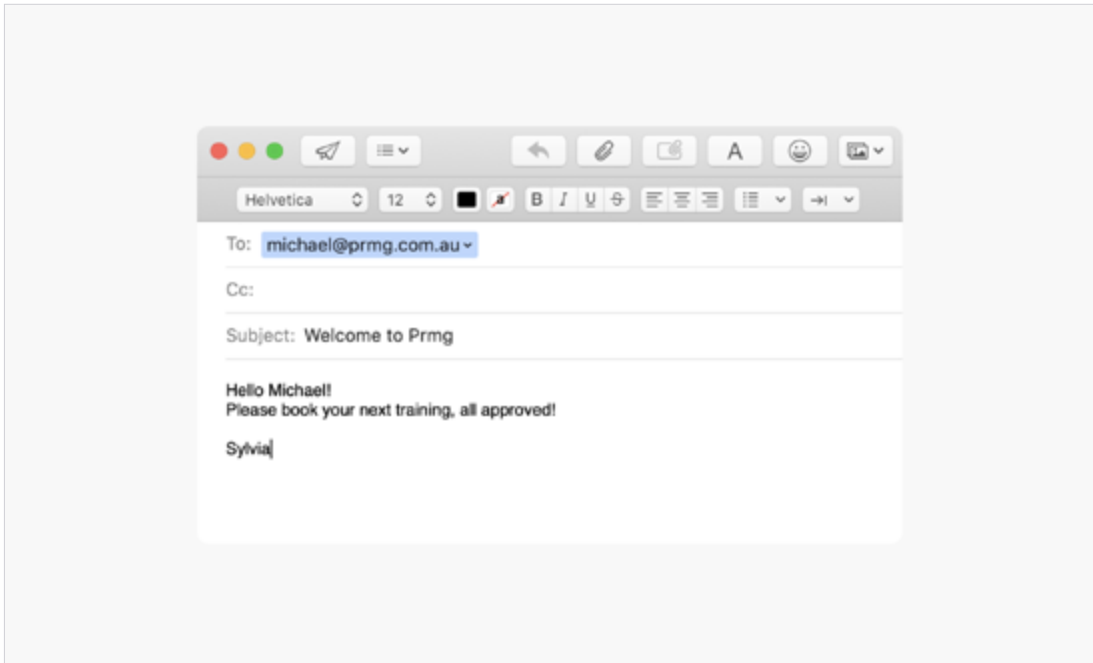 Helvetica 12 a B I U S
A
To: michael@prmg.com.au
Cc:
Subject: Welcome to Prmg
Hello Michael!
Please book your next training, all approved!
Sylvia